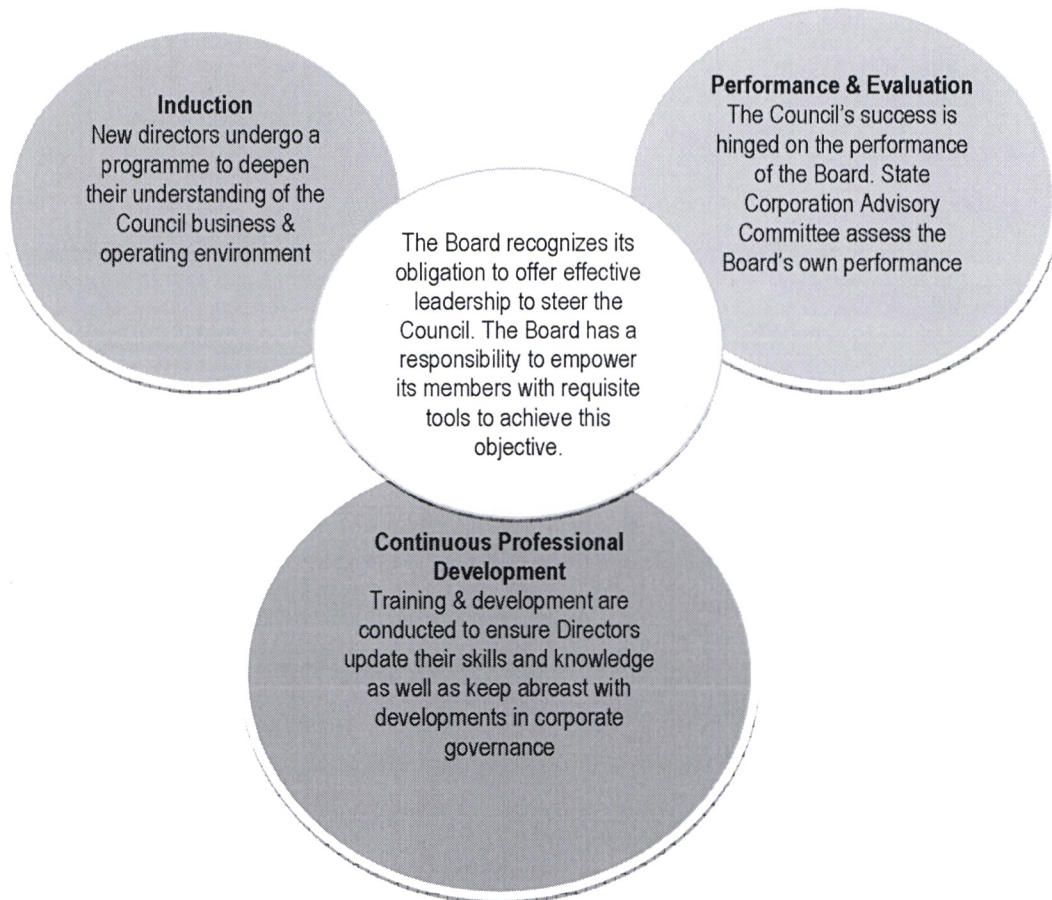 Induction
New directors undergo a
programme to deepen
their understanding of the
Council business &
operating environment
Performance & Evaluation
The Council's success is
hinged on the performance
of the Board. State
Corporation Advisory
Committee assess the
Board's own performance
The Board recognizes its
obligation to offer effective
leadership to steer the
Council. The Board has a
responsibility to empower
its members with requisite
tools to achieve this
objective.
Continuous Professional
Development
Training & development are
conducted to ensure Directors
update their skills and knowledge
as well as keep abreast with
developments in corporate
governance